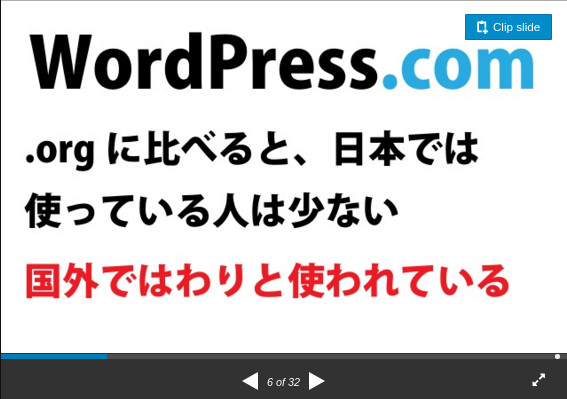 Clip slide
WordPress.com
.org に比べると、日本では
使っている人は少ない
国外ではわりと使われている
6 of 32